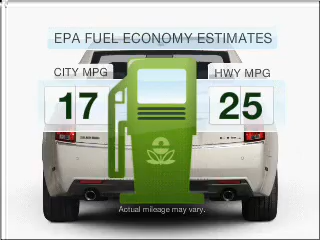 EPA FUEL ECONOMY ESTIMATES
CITY MPG
HWY MPG
17
25
Actual mileage may vary.